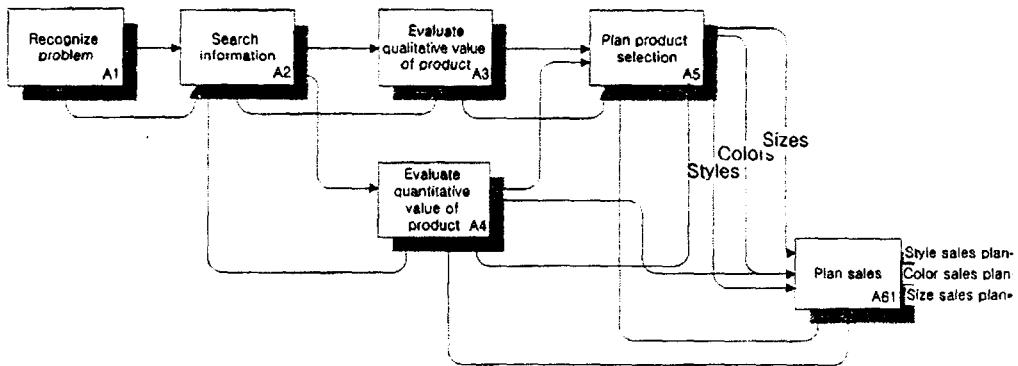 Recognize
problem
A1
Search
information
A2
Evaluate
qualitative value
of product
A3
Plan product
selection
A5
Evaluate
quantitative
value of
product
A4
Styles
Colors
Sizes
Plan sales
A61
Style sales plan
Color sales plan
Size sales plan